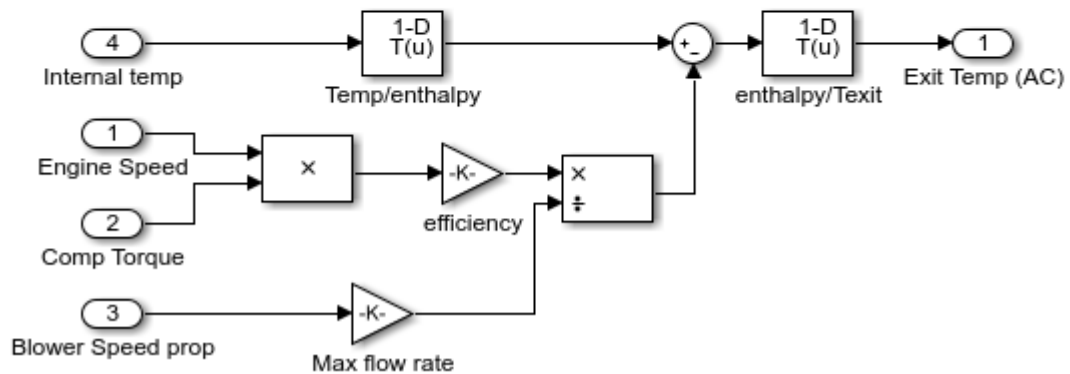 4
Internal temp
1-D
T(u)
Temp/enthalpy
+
−
1-D
T(u)
enthalpy/Texit
1
Exit Temp (AC)
1
Engine Speed
2
Comp Torque
×
-K-
efficiency
×
÷
3
Blower Speed prop
-K-
Max flow rate